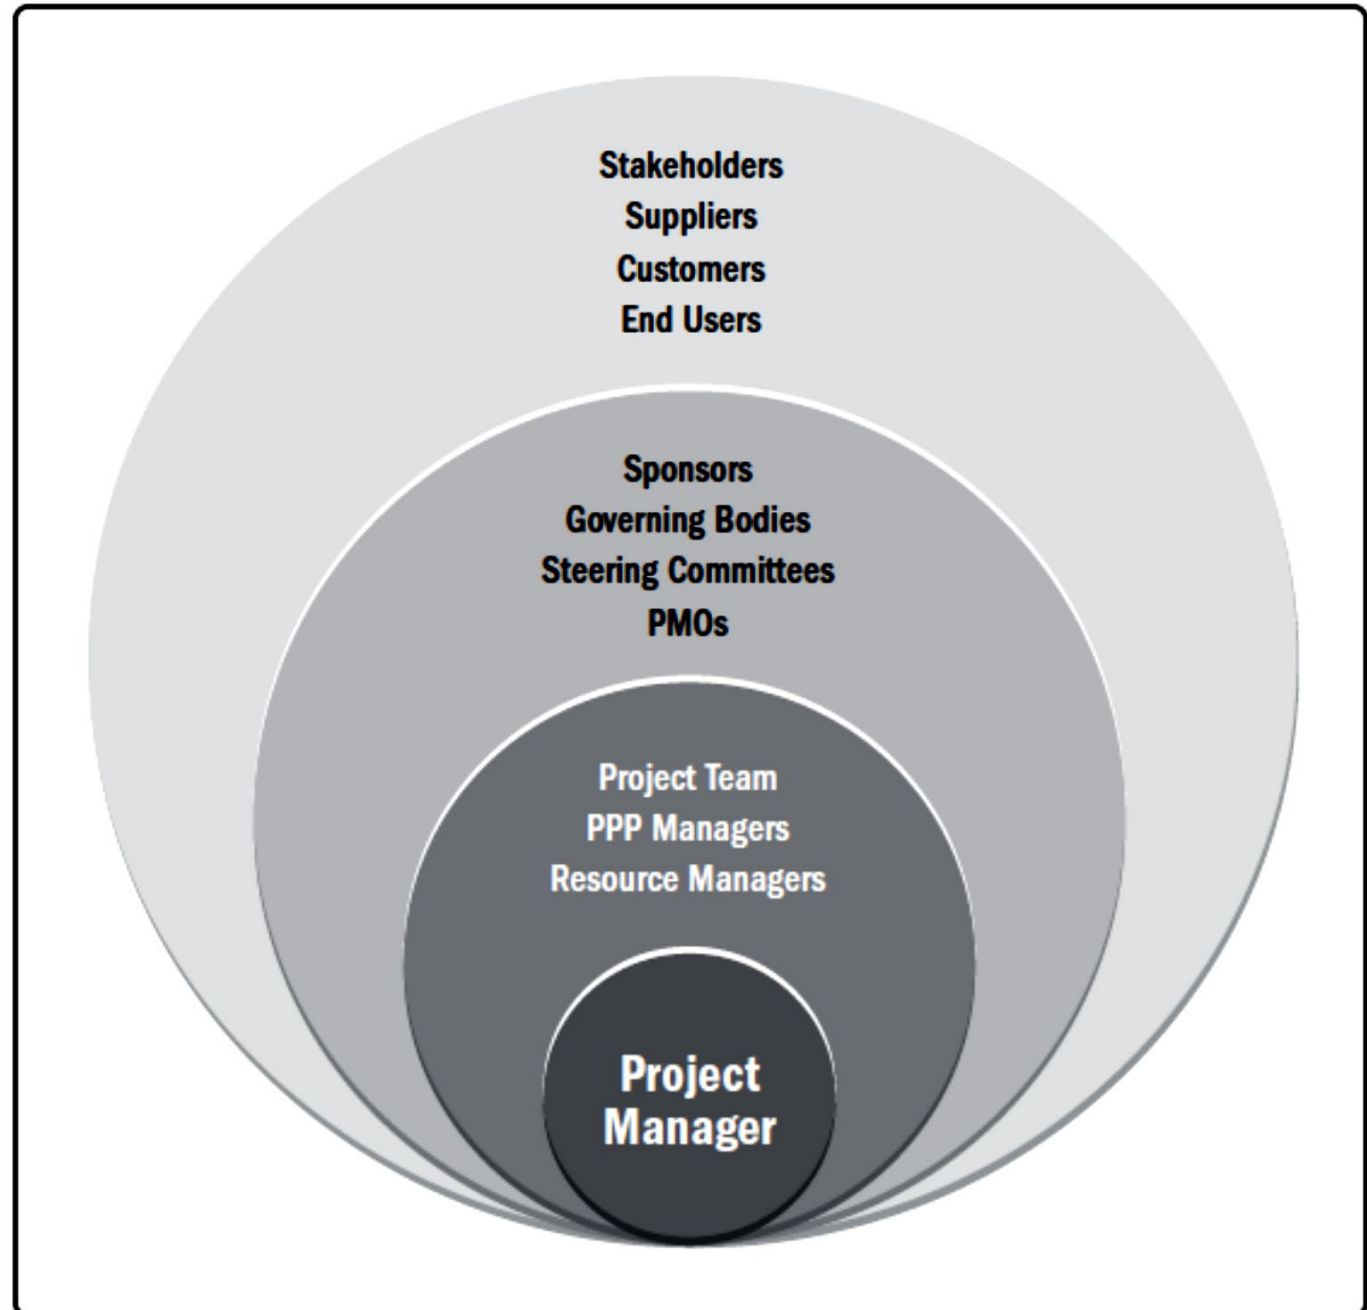 Stakeholders
Suppliers
Customers
End Users
Sponsors
Governing Bodies
Steering Committees
PMOs
Project Team
PPP Managers
Resource Managers
Project
Manager